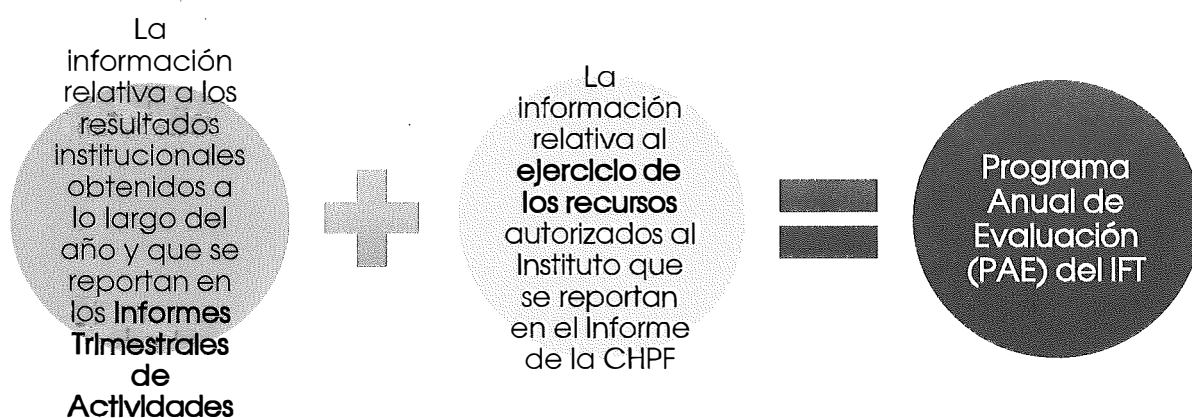 La
información
relativa a los
resultados
institucionales
obtenidos a
lo largo del
año y que se
reportan en
los Informes
Trimestrales
de
Actividades
La
información
relativa al
ejercicio de
los recursos
autorizados al
Instituto que
se reportan
en el Informe
de la CHPF
Programa
Anual de
Evaluación
(PAE) del IFT